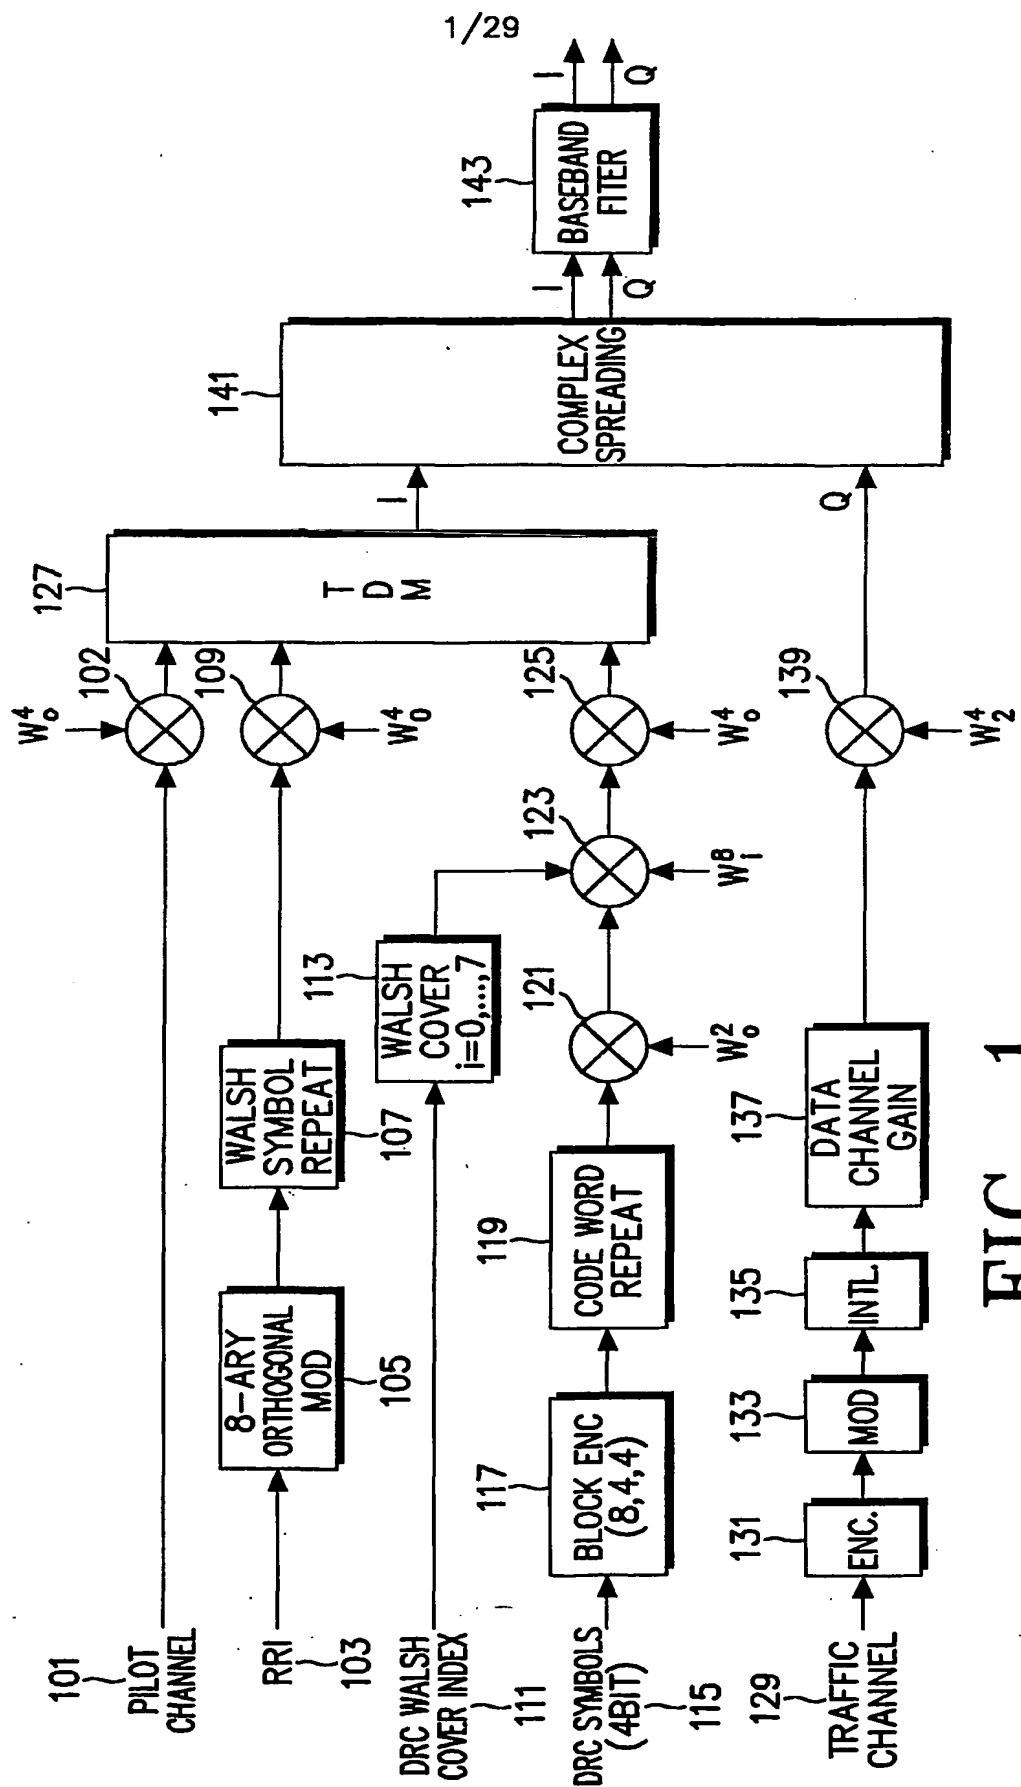 1/29
101
PILOT
CHANNEL
W₀⁴
102
127
T
D
M
I
141
COMPLEX
SPREADING
I
Q
143
BASEBAND
FITER
I
Q
RRI
103
8-ARY
ORTHOGONAL
MOD
105
WALSH
SYMBOL
REPEAT
107
109
W₀⁴
DRC WALSH
COVER INDEX
111
113
WALSH
COVER
i=0,...,7
DRC SYMBOLS
(4BIT)
115
117
BLOCK ENC
(8,4,4)
119
CODE WORD
REPEAT
121
W₀²
123
Wᵢ⁸
125
W₀⁴
129
TRAFFIC
CHANNEL
131
ENC.
133
MOD
135
INTL.
137
DATA
CHANNEL
GAIN
139
W₂⁴
Q
FIG. 1